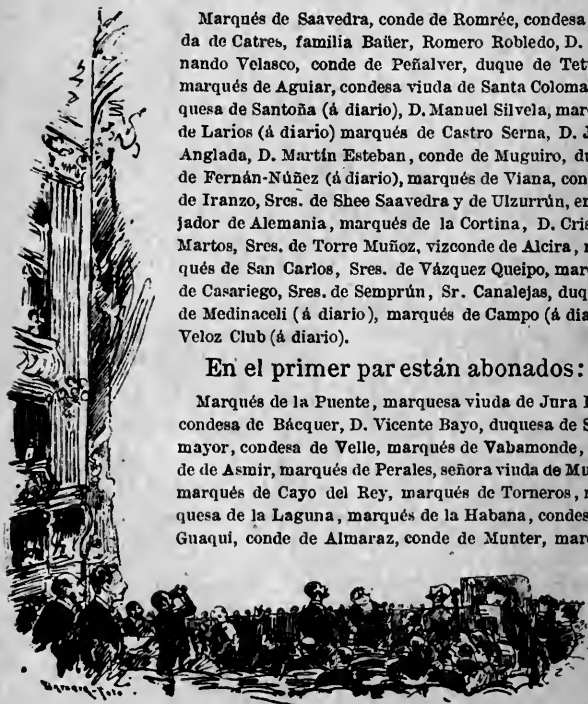 Marqués de Saavedra, conde de Romrée, condesa
da de Catres, familia Baüer, Romero Robledo, D.
nando Velasco, conde de Peñalver, duque de Tet
marqués de Aguiar, condesa viuda de Santa Coloma
quesa de Santoña (á diario), D. Manuel Silvela, mar
de Larios (á diario) marqués de Castro Serna, D. J
Anglada, D. Martín Esteban, conde de Muguiro, du
de Fernán-Núñez (á diario), marqués de Viana, con
de Iranzo, Sres. de Shee Saavedra y de Ulzurrún, en
jador de Alemania, marqués de la Cortina, D. Cris
Martos, Sres. de Torre Muñoz, vizconde de Alcira, m
qués de San Carlos, Sres. de Vázquez Queipo, mar
de Casariego, Sres. de Semprún, Sr. Canalejas, duq
de Medinaceli (á diario), marqués de Campo (á dia
Veloz Club (á diario).
En el primer par están abonados:
Marqués de la Puente, marquesa viuda de Jura
condesa de Bácquer, D. Vicente Bayo, duquesa de S
mayor, condesa de Velle, marqués de Vabamonde,
de de Asmir, marqués de Perales, señora viuda de Mu
marqués de Cayo del Rey, marqués de Torneros, m
quesa de la Laguna, marqués de la Habana, condes
Guaqui, conde de Almaraz, conde de Munter, marq